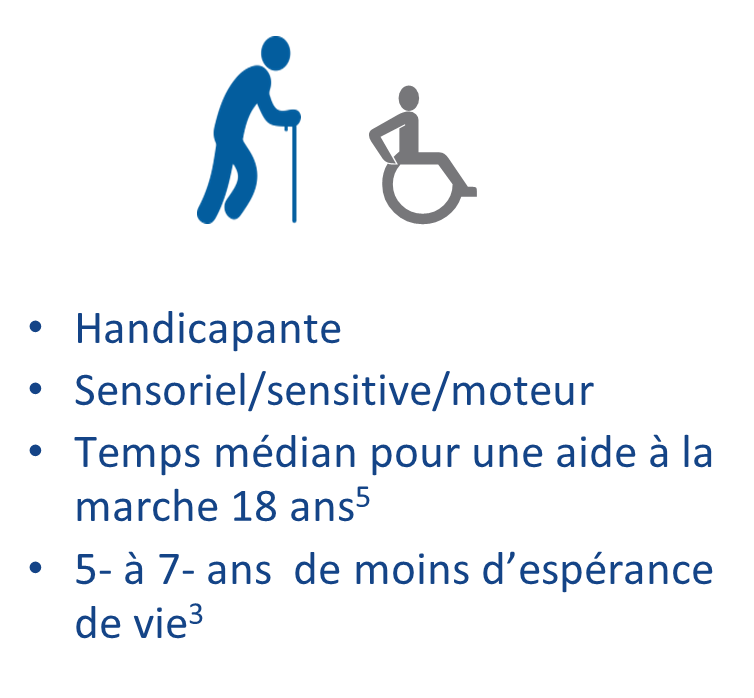 • Handicapante
• Sensoriel/sensitive/moteur
• Temps médian pour une aide à la
marche 18 ans⁵
• 5- à 7- ans  de moins d’espérance
de vie³